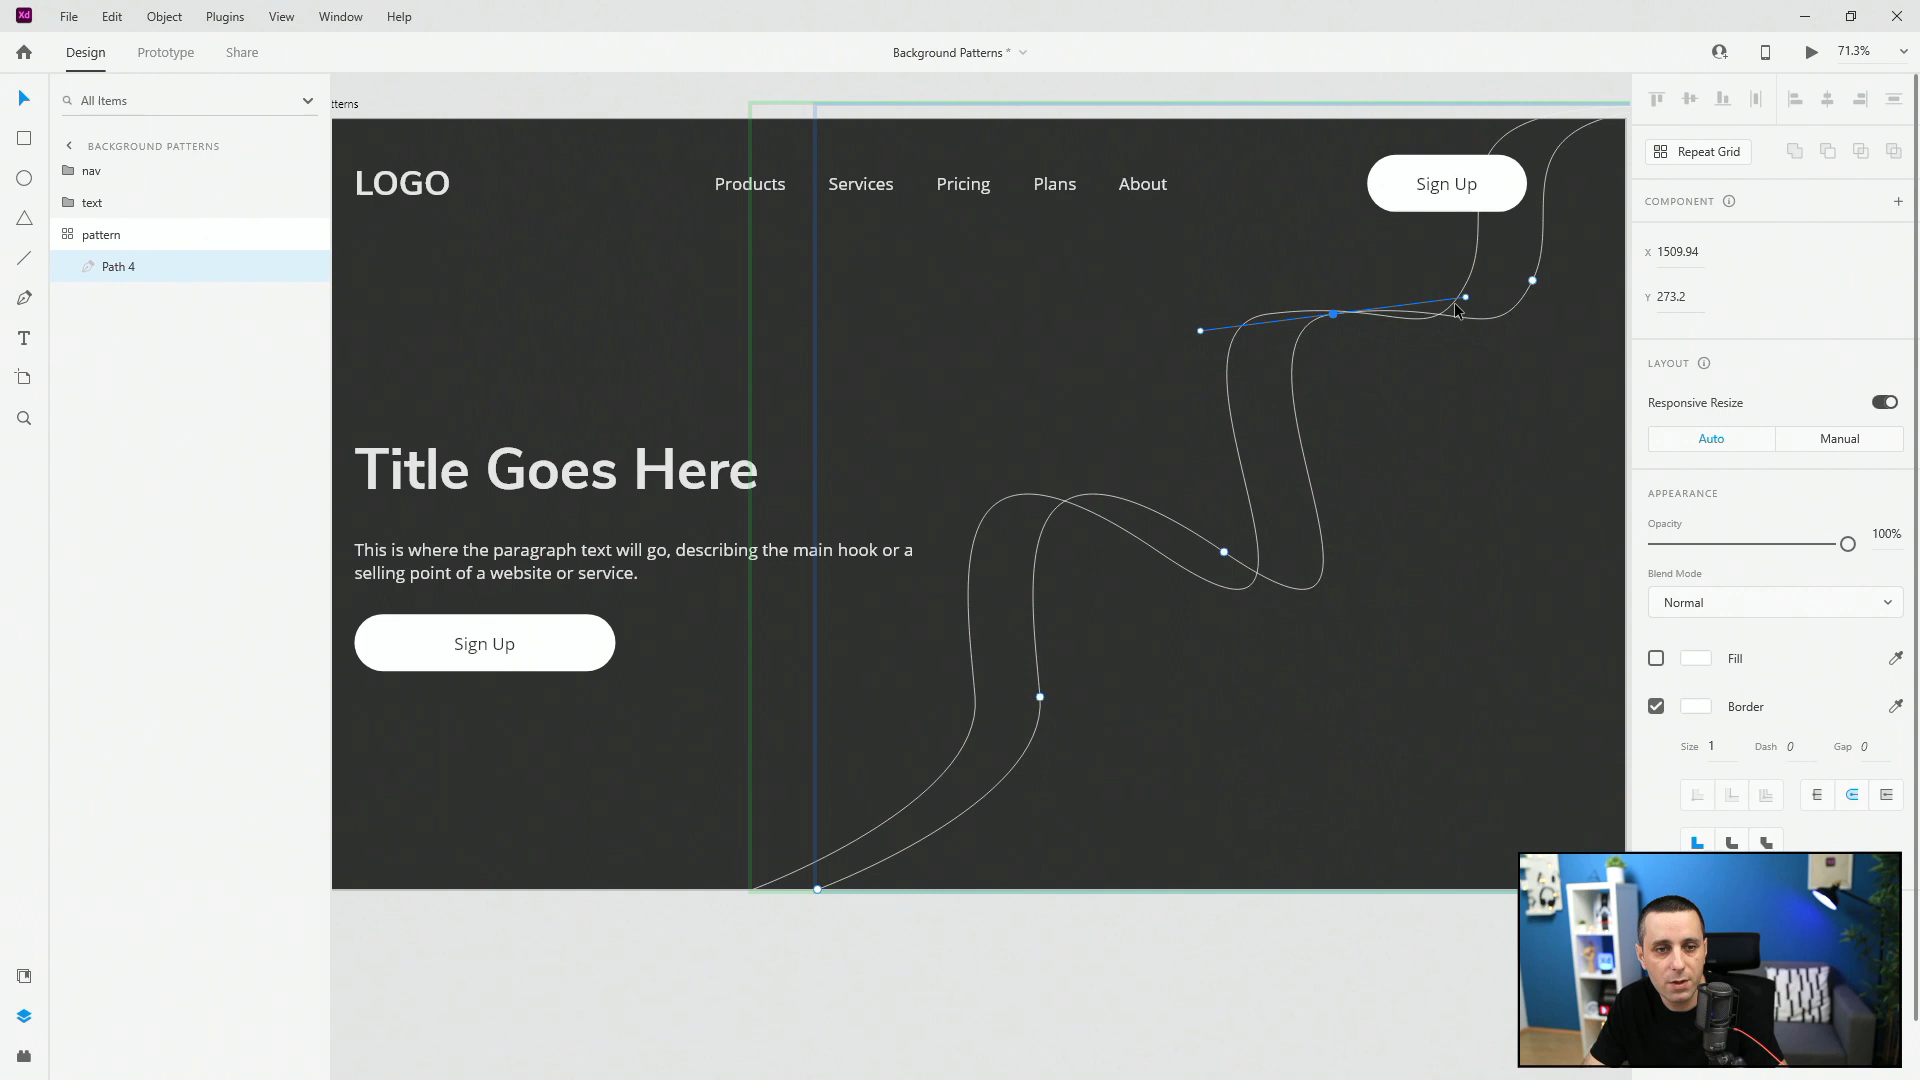 Xd
File
Edit
Object
Plugins
View
Window
Help
Design
Prototype
Share
Background Patterns *
71.3%
All Items
BACKGROUND PATTERNS
nav
text
pattern
Path 4
tterns
LOGO
Products
Services
Pricing
Plans
About
Sign Up
Title Goes Here
This is where the paragraph text will go, describing the main hook or a
selling point of a website or service.
Sign Up
Repeat Grid
COMPONENT
X 1509.94
Y 273.2
LAYOUT
Responsive Resize
Auto
Manual
APPEARANCE
Opacity
100%
Blend Mode
Normal
Fill
Border
Size 1
Dash 0
Gap 0